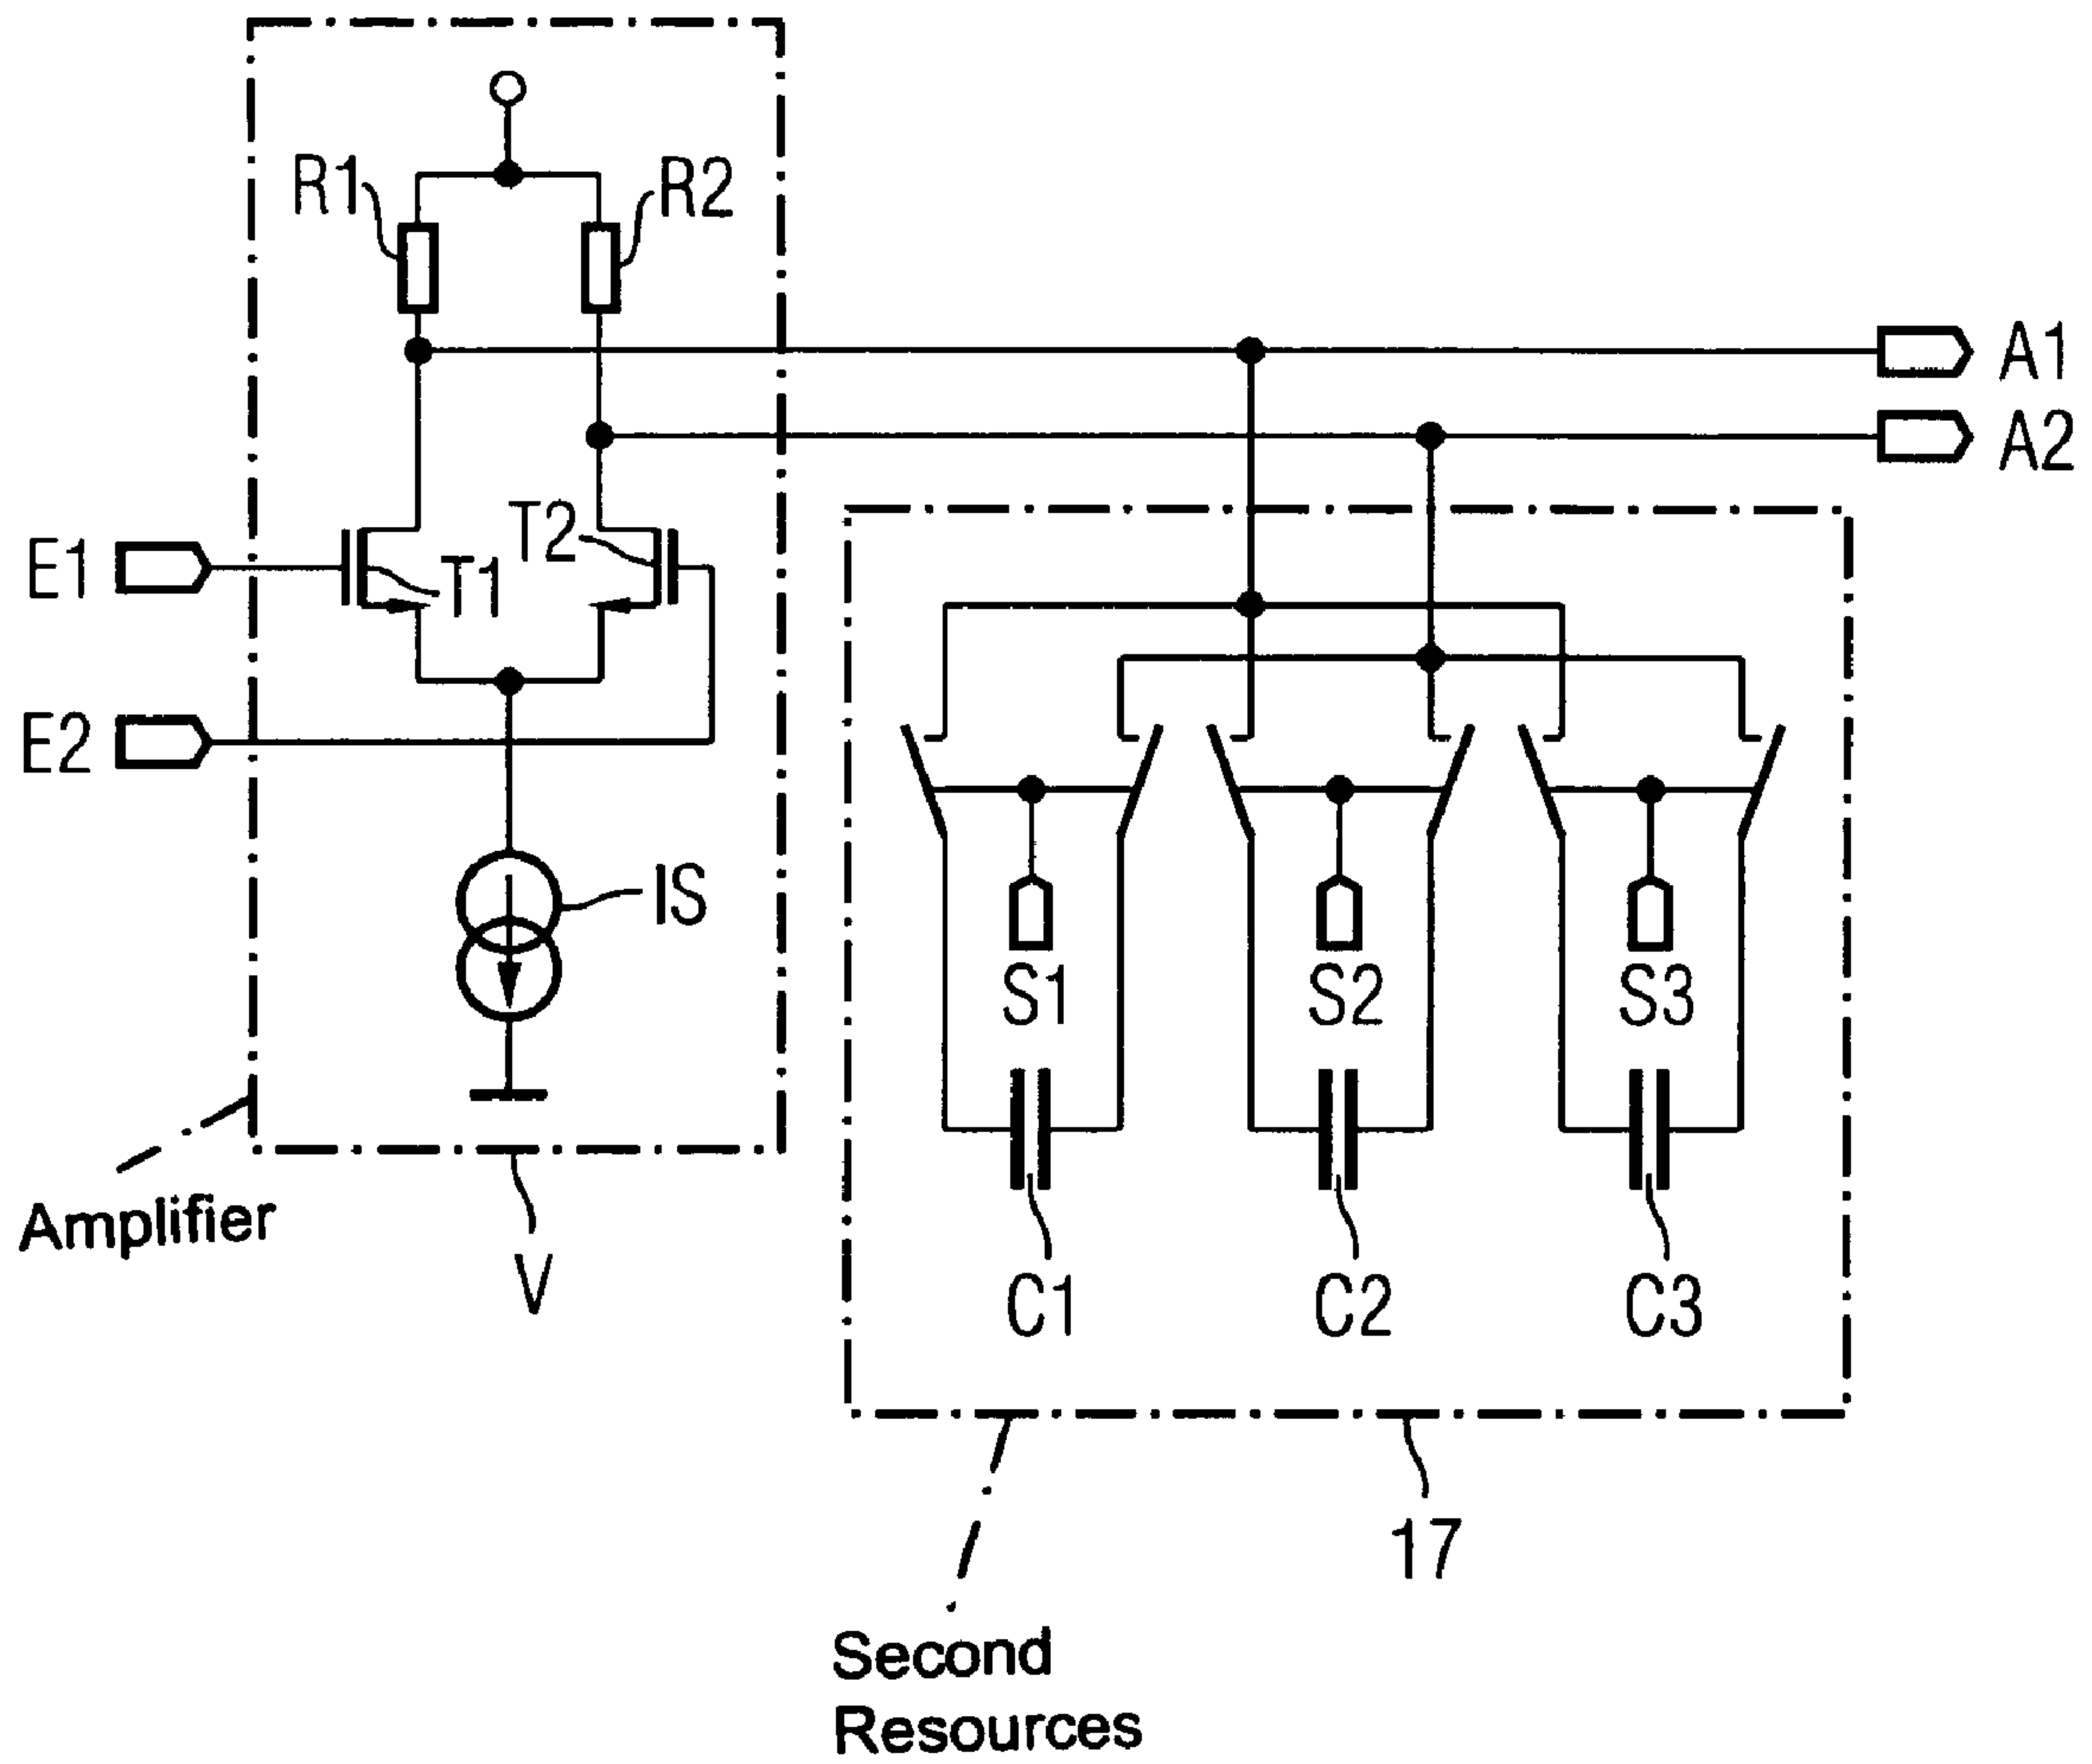 R1
R2
A1
A2
E1
T1
T2
E2
IS
S1
S2
S3
Amplifier
V
C1
C2
C3
17
Second
Resources